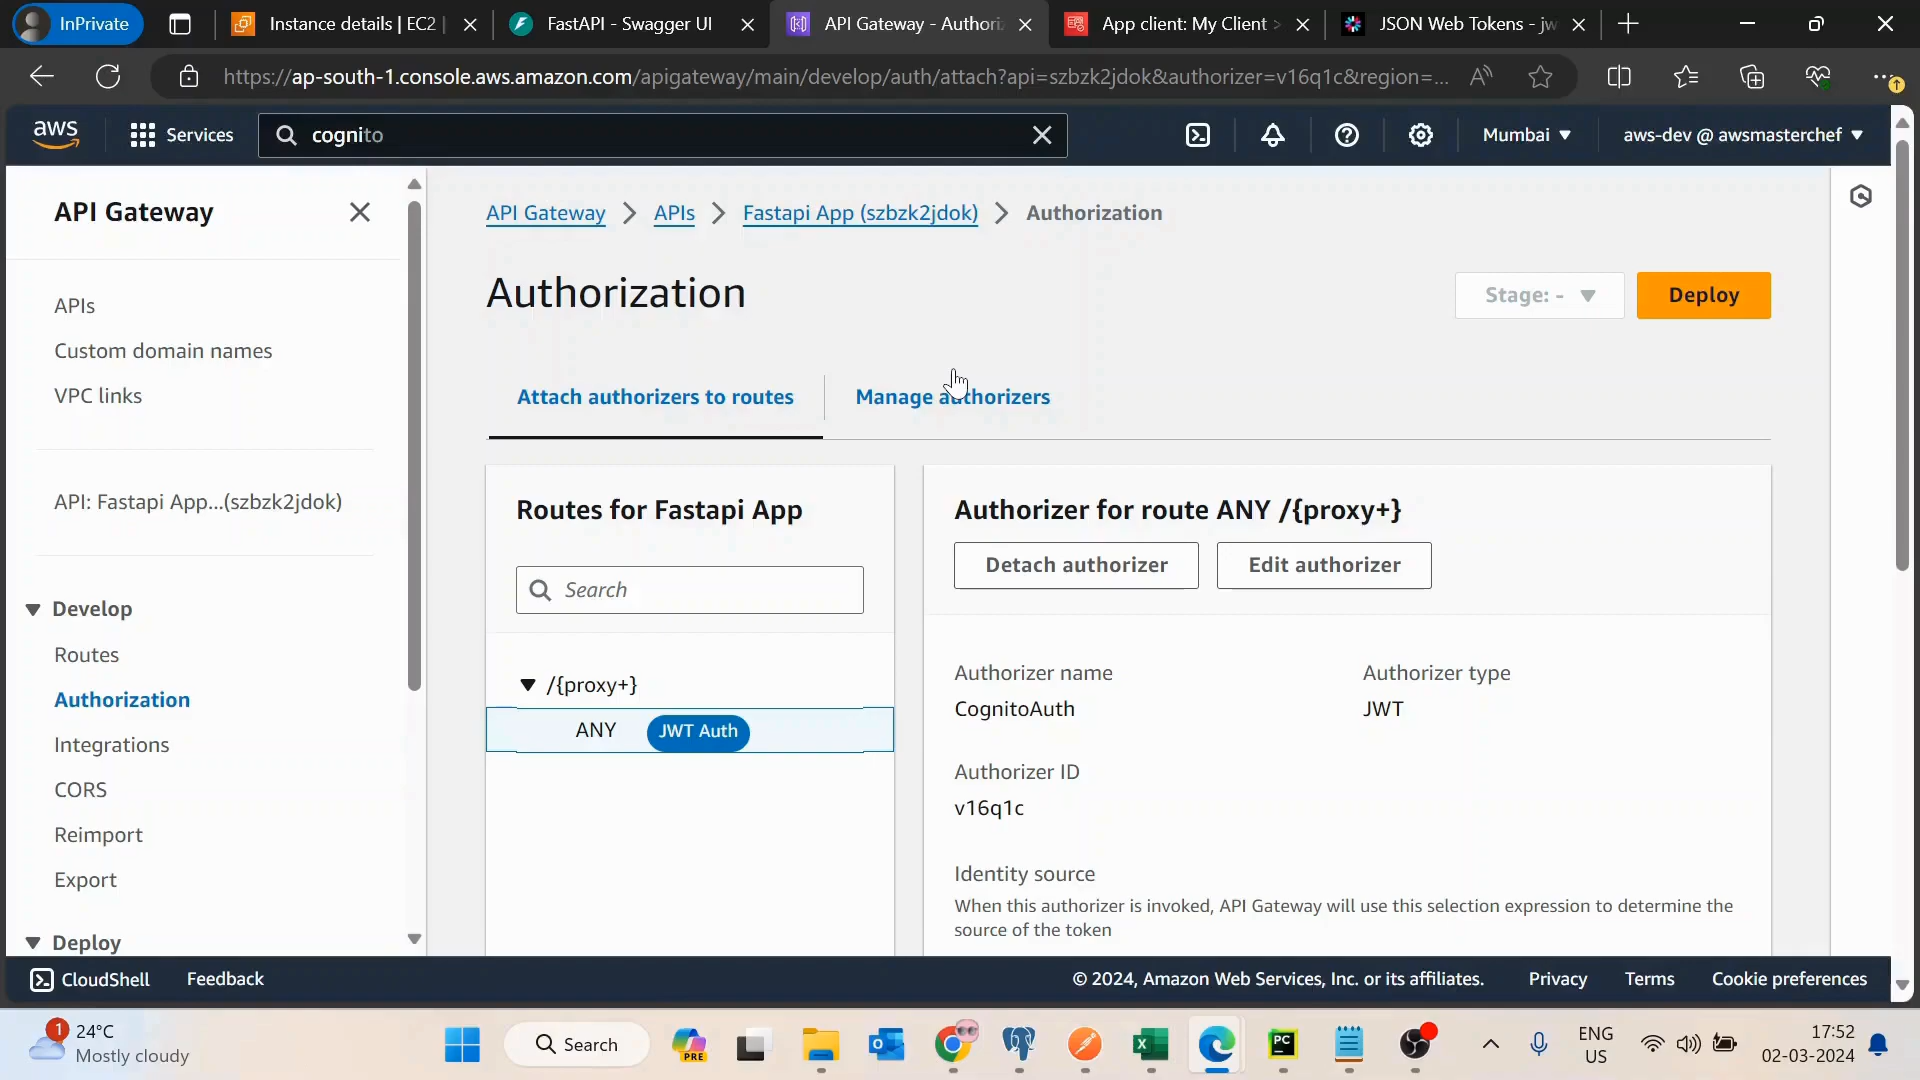 InPrivate
Instance details | EC2
FastAPI - Swagger UI
API Gateway - Authoriz
App client: My Client >
JSON Web Tokens - jw
https://ap-south-1.console.aws.amazon.com/apigateway/main/develop/auth/attach?api=szbzk2jdok&authorizer=v16q1c&region=...
aws
Services
cognito
Mumbai
aws-dev @ awsmasterchef
API Gateway
APIs
Custom domain names
VPC links
API: Fastapi App...(szbzk2jdok)
Develop
Routes
Authorization
Integrations
CORS
Reimport
Export
Deploy
API Gateway > APIs > Fastapi App (szbzk2jdok) > Authorization
Authorization
Stage: -
Deploy
Attach authorizers to routes
Manage authorizers
Routes for Fastapi App
Search
/{proxy+}
ANY
JWT Auth
Authorizer for route ANY /{proxy+}
Detach authorizer
Edit authorizer
Authorizer name
CognitoAuth
Authorizer type
JWT
Authorizer ID
v16q1c
Identity source
When this authorizer is invoked, API Gateway will use this selection expression to determine the
source of the token
CloudShell
Feedback
© 2024, Amazon Web Services, Inc. or its affiliates.
Privacy
Terms
Cookie preferences
1
24°C
Mostly cloudy
Search
PRE
PC
ENG
US
17:52
02-03-2024